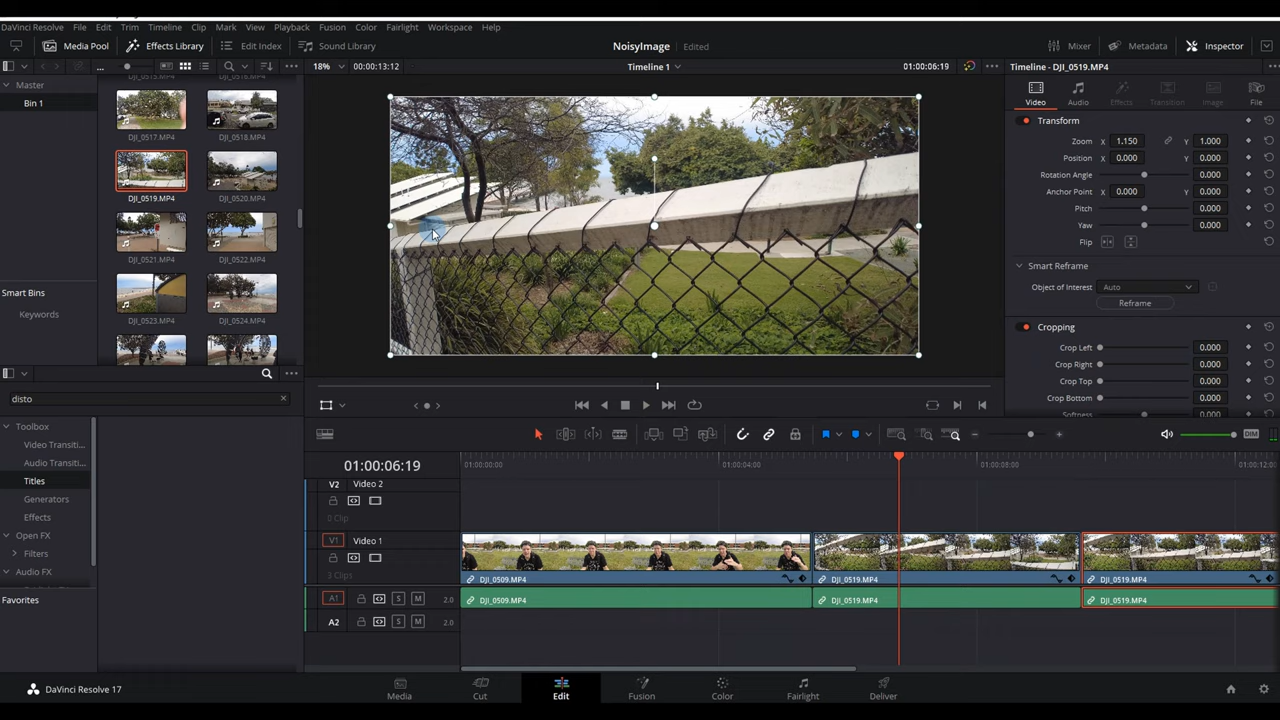 DaVinci Resolve File Edit Trim Timeline Clip Mark View Playback Fusion Color Fairlight Workspace Help
Media Pool Effects Library Edit Index Sound Library NoisyImage Edited Mixer Metadata Inspector
... 18% 00:00:13:12 Timeline 1 01:00:06:19 Timeline - DJI_0519.MP4
Master
Bin 1
DJI_0517.MP4 DJI_0518.MP4
DJI_0519.MP4 DJI_0520.MP4
DJI_0521.MP4 DJI_0522.MP4
DJI_0523.MP4 DJI_0524.MP4
Smart Bins
Keywords
Video Audio Effects Transition Image File
Transform
Zoom X 1.150 Y 1.000
Position X 0.000 Y 0.000
Rotation Angle 0.000
Anchor Point X 0.000 Y 0.000
Pitch 0.000
Yaw 0.000
Flip
Smart Reframe
Object of Interest Auto
Reframe
Cropping
Crop Left 0.000
Crop Right 0.000
Crop Top 0.000
Crop Bottom 0.000
Softness
disto
Toolbox
Video Transiti...
Audio Transiti...
Titles
Generators
Effects
Open FX
Filters
Audio FX
Favorites
DIM
01:00:06:19 01:00:00:00 01:00:04:00 01:00:08:00 01:00:12:00
V2 Video 2
0 Clip
V1 Video 1
3 Clips
DJI_0509.MP4 DJI_0519.MP4 DJI_0519.MP4
A1 S M 2.0 DJI_0509.MP4 DJI_0519.MP4 DJI_0519.MP4
A2 S M 2.0
DaVinci Resolve 17 Media Cut Edit Fusion Color Fairlight Deliver